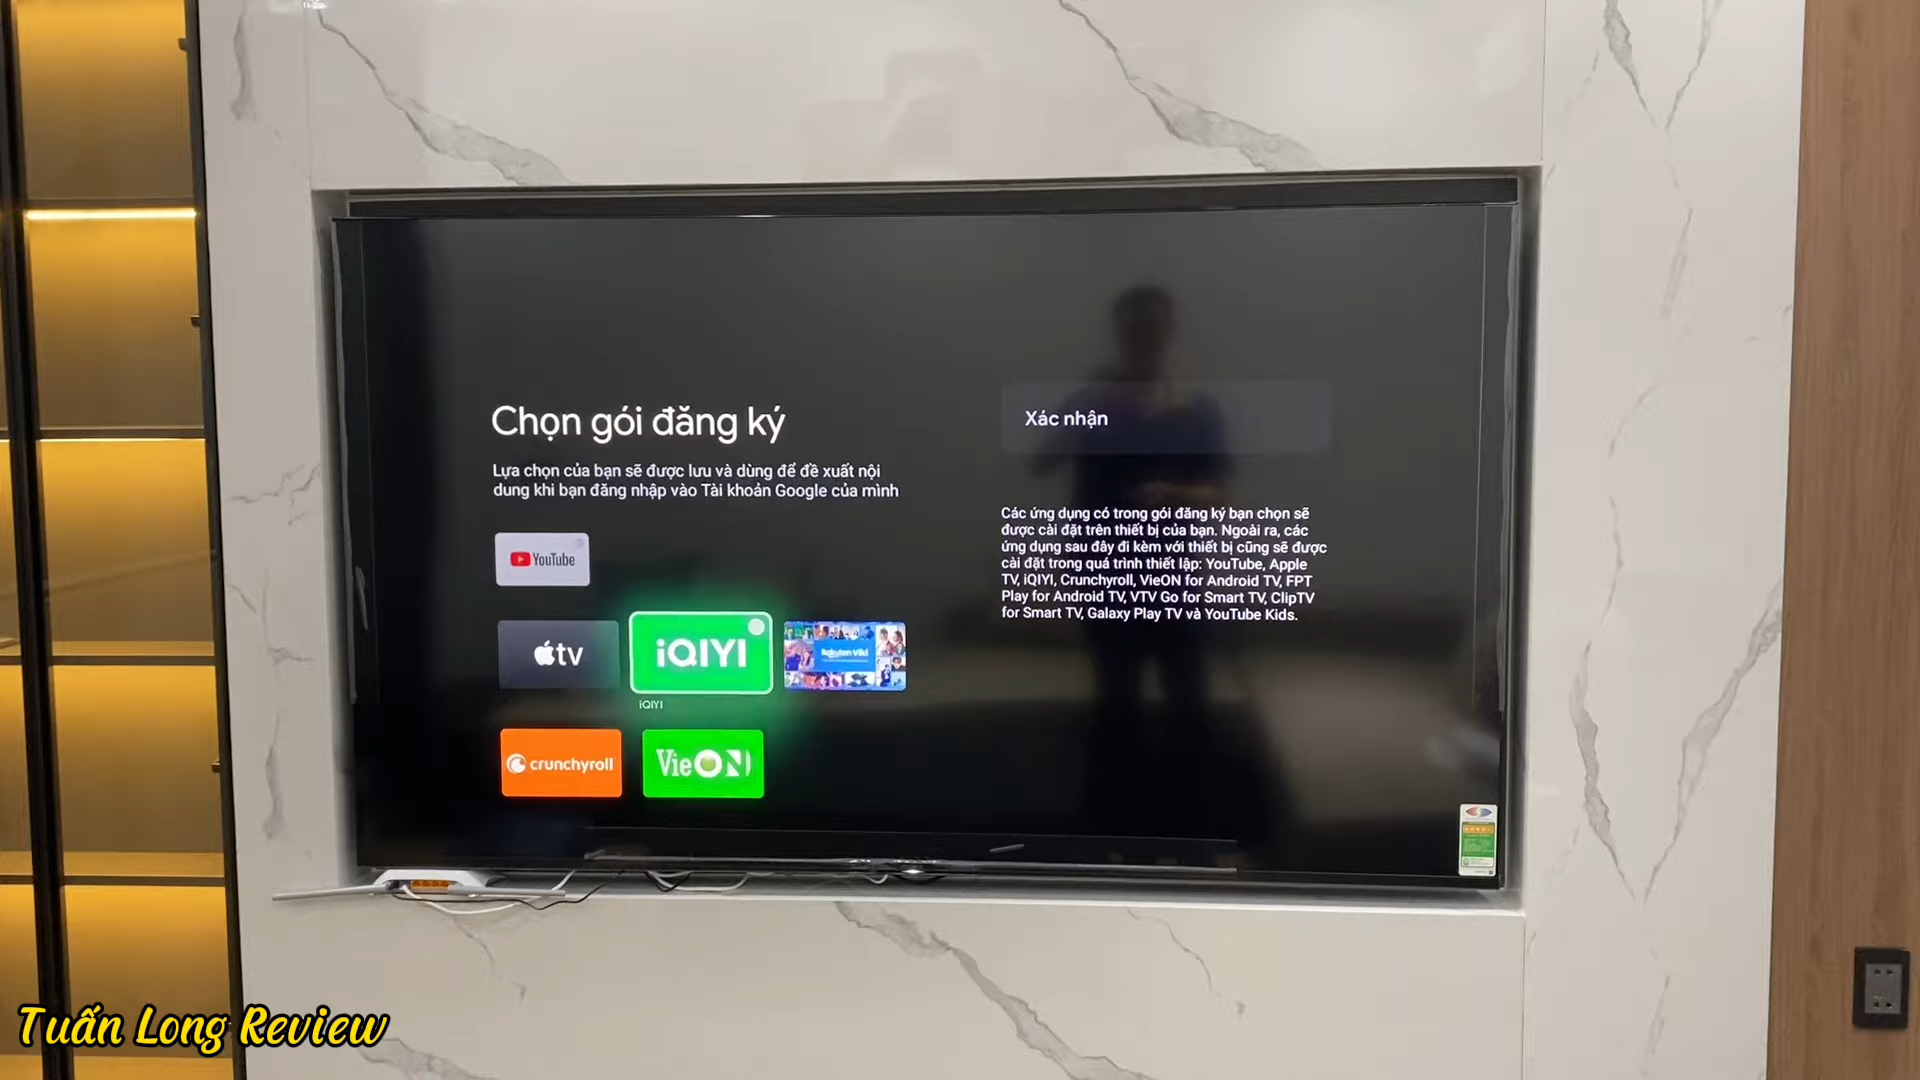 Chọn gói đăng ký
Lựa chọn của bạn sẽ được lưu và dùng để đề xuất nội
dung khi bạn đăng nhập vào Tài khoản Google của mình
YouTube
tv
iQIYI
Rakuten Viki
iQIYI
crunchyroll
VieON
Xác nhận
Các ứng dụng có trong gói đăng ký bạn chọn sẽ
được cài đặt trên thiết bị của bạn. Ngoài ra, các
ứng dụng sau đây đi kèm với thiết bị cũng sẽ được
cài đặt trong quá trình thiết lập: YouTube, Apple
TV, iQIYI, Crunchyroll, VieON for Android TV, FPT
Play for Android TV, VTV Go for Smart TV, ClipTV
for Smart TV, Galaxy Play TV và YouTube Kids.
Tuấn Long Review